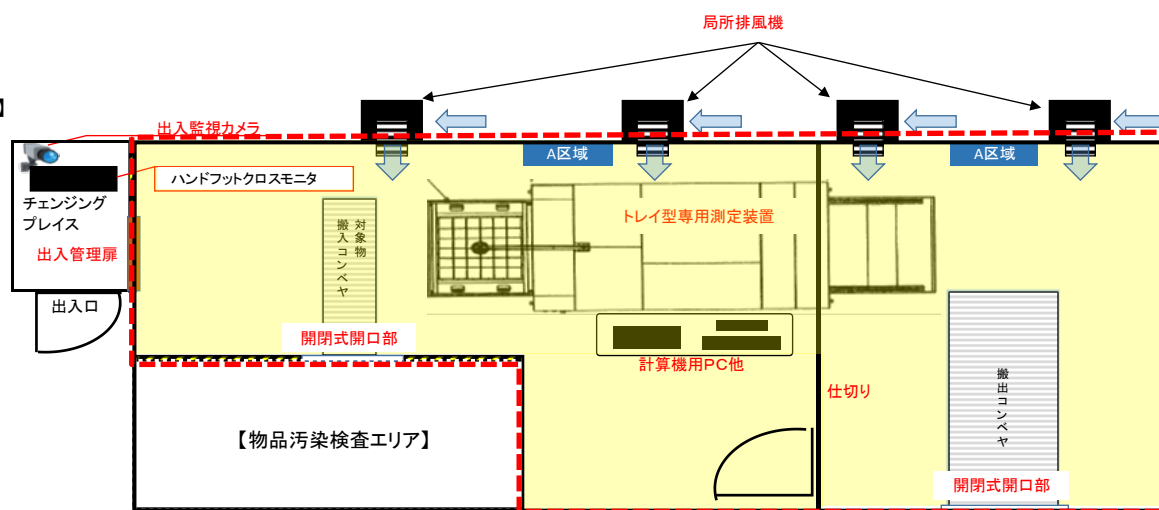 局所排風機
】
出入監視カメラ
A区域
A区域
ハンドフットクロスモニタ
チェンジング
プレイス
出入管理扉
出入口
対象物
搬入コンベヤ
トレイ型専用測定装置
開閉式開口部
計算機用PC他
仕切り
搬出コンベヤ
【物品汚染検査エリア】
開閉式開口部